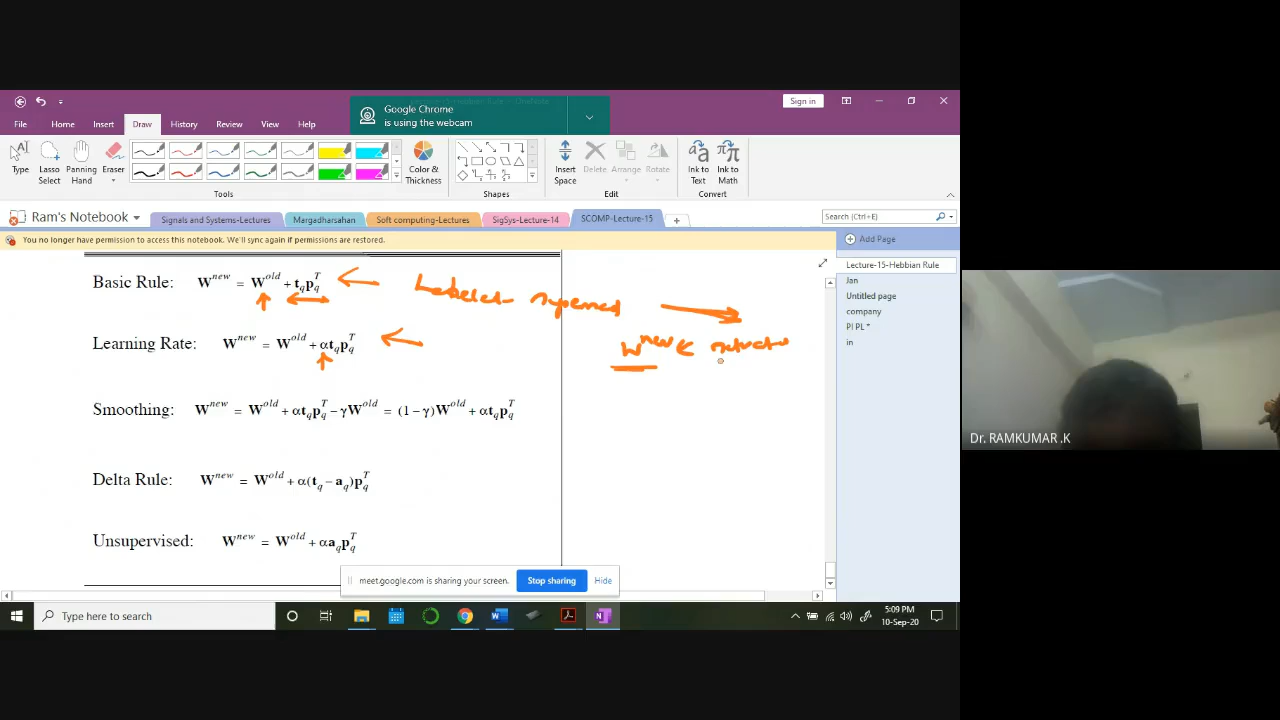 Google Chrome
is using the webcam
Sign in
File Home Insert Draw History Review View Help
Type Lasso Select Panning Hand Eraser Color & Thickness Insert Space Delete Arrange Rotate Ink to Text Ink to Math
Tools Shapes Edit Convert
Ram's Notebook Signals and Systems-Lectures Margadharsahan Soft computing-Lectures SigSys-Lecture-14 SCOMP-Lecture-15 Search (Ctrl+E)
You no longer have permission to access this notebook. We'll sync again if permissions are restored.
Add Page
Lecture-15-Hebbian Rule
Jan
Untitled page
company
PI PL *
in
Basic Rule: W^new = W^old + t_q p_q^T
Learning Rate: W^new = W^old + αt_q p_q^T
W^new
Smoothing: W^new = W^old + αt_q p_q^T − γW^old = (1 − γ)W^old + αt_q p_q^T
Delta Rule: W^new = W^old + α(t_q − a_q)p_q^T
Unsupervised: W^new = W^old + αa_q p_q^T
meet.google.com is sharing your screen. Stop sharing Hide
Type here to search
5:09 PM
10-Sep-20
Dr. RAMKUMAR .K